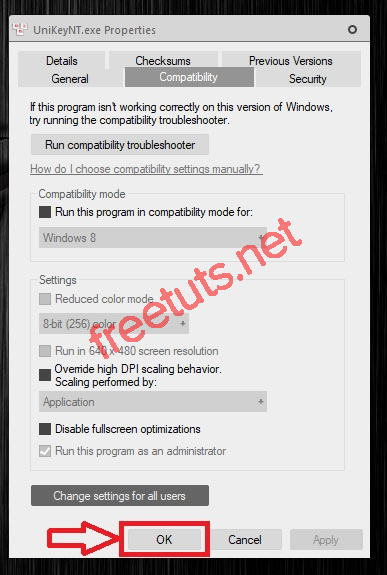 UniKeyNT.exe Properties
Details Checksums Previous Versions
General Compatibility Security
If this program isn't working correctly on this version of Windows,
try running the compatibility troubleshooter.
Run compatibility troubleshooter
How do I choose compatibility settings manually?
Compatibility mode
Run this program in compatibility mode for:
Windows 8
Settings
Reduced color mode
8-bit (256) color
Run in 640 x 480 screen resolution
Override high DPI scaling behavior.
Scaling performed by:
Application
Disable fullscreen optimizations
Run this program as an administrator
Change settings for all users
OK Cancel Apply
freetuts.net